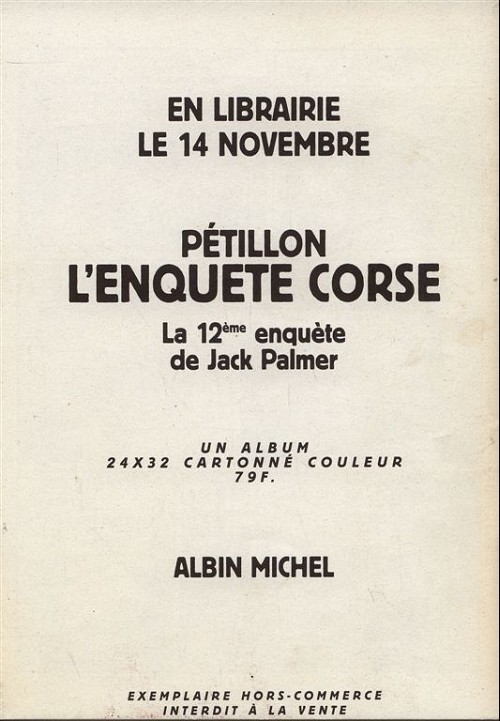 EN LIBRAIRIE
LE 14 NOVEMBRE
PÉTILLON
L'ENQUETE CORSE
La 12ème enquète
de Jack Palmer
UN ALBUM
24X32 CARTONNÉ COULEUR
79F.
ALBIN MICHEL
EXEMPLAIRE HORS-COMMERCE
INTERDIT À LA VENTE